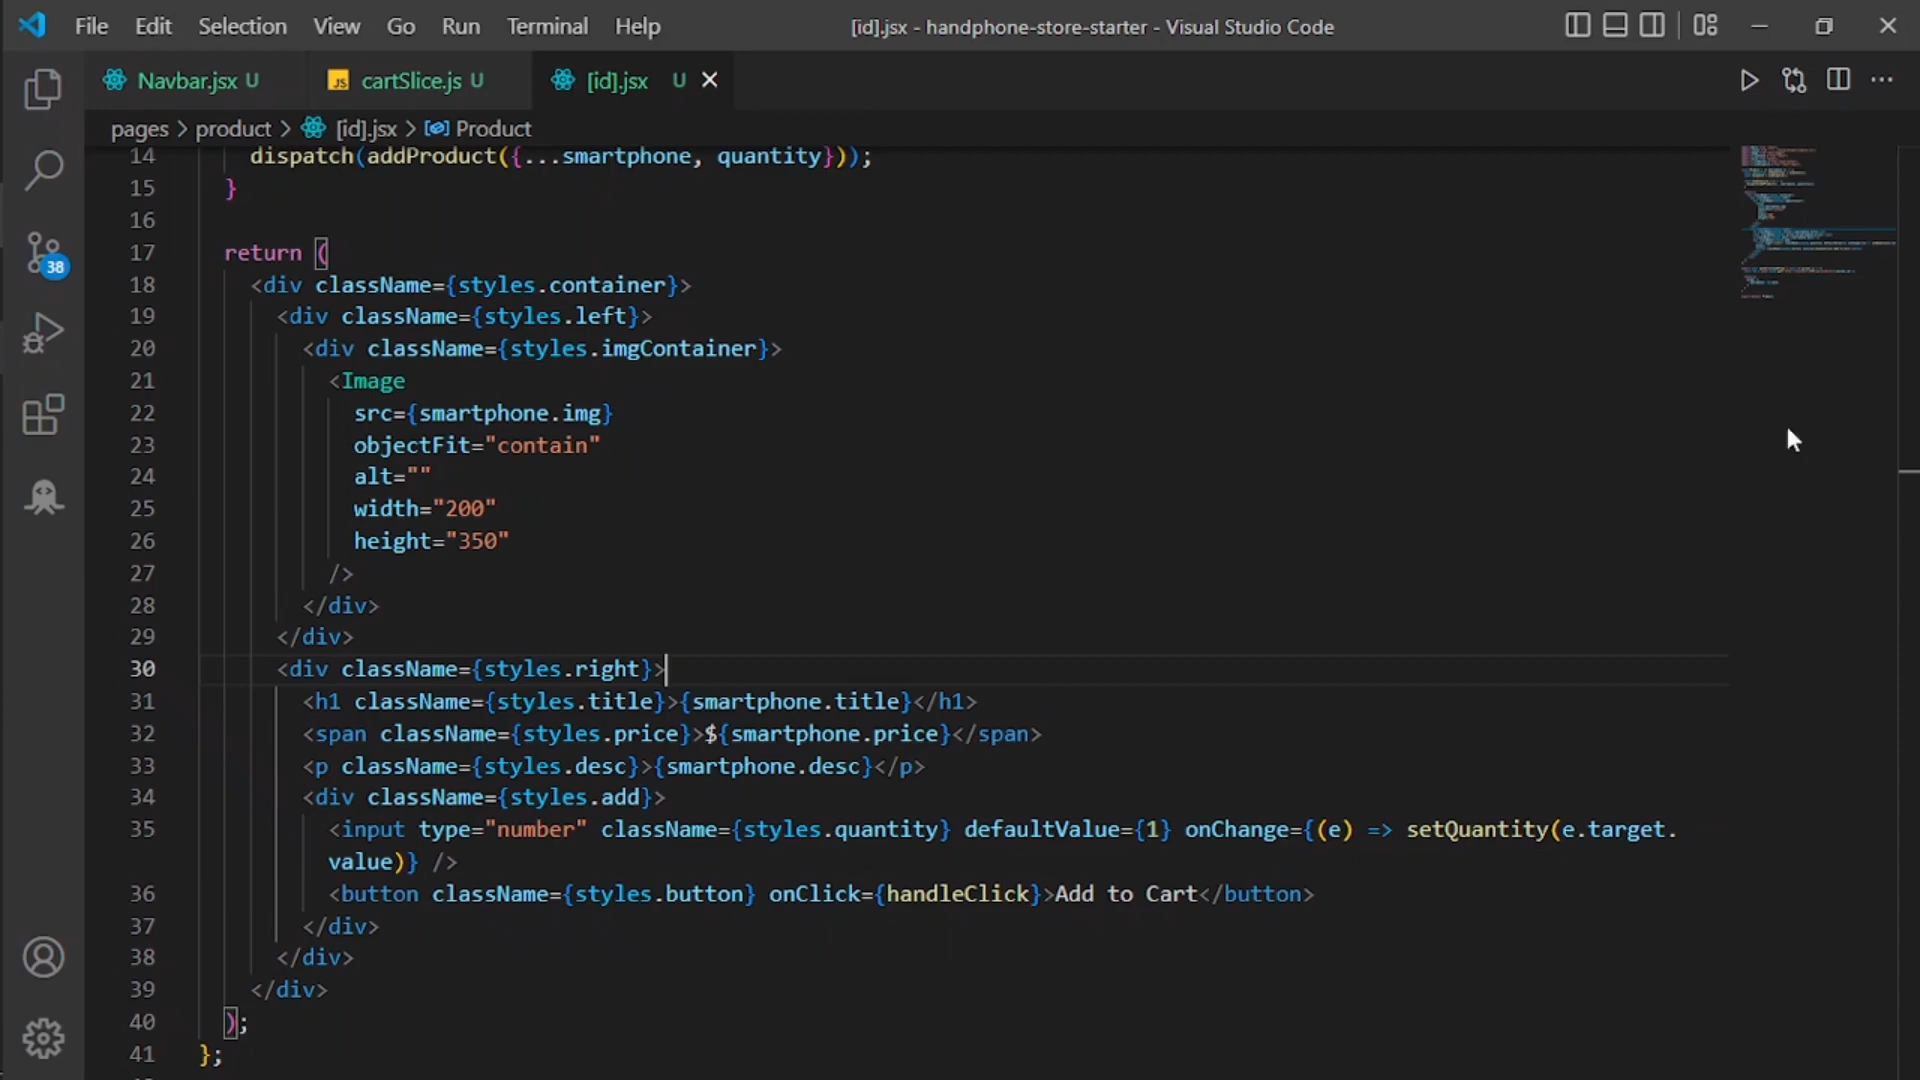 File Edit Selection View Go Run Terminal Help [id].jsx - handphone-store-starter - Visual Studio Code
Navbar.jsx U JS cartSlice.js U [id].jsx U
pages > product > [id].jsx > Product
14 dispatch(addProduct({...smartphone, quantity}));
15 }
16
17 return (
18 <div className={styles.container}>
19 <div className={styles.left}>
20 <div className={styles.imgContainer}>
21 <Image
22 src={smartphone.img}
23 objectFit="contain"
24 alt=""
25 width="200"
26 height="350"
27 />
28 </div>
29 </div>
30 <div className={styles.right}>
31 <h1 className={styles.title}>{smartphone.title}</h1>
32 <span className={styles.price}>${smartphone.price}</span>
33 <p className={styles.desc}>{smartphone.desc}</p>
34 <div className={styles.add}>
35 <input type="number" className={styles.quantity} defaultValue={1} onChange={(e) => setQuantity(e.target.
value)} />
36 <button className={styles.button} onClick={handleClick}>Add to Cart</button>
37 </div>
38 </div>
39 </div>
40 );
41 };
38